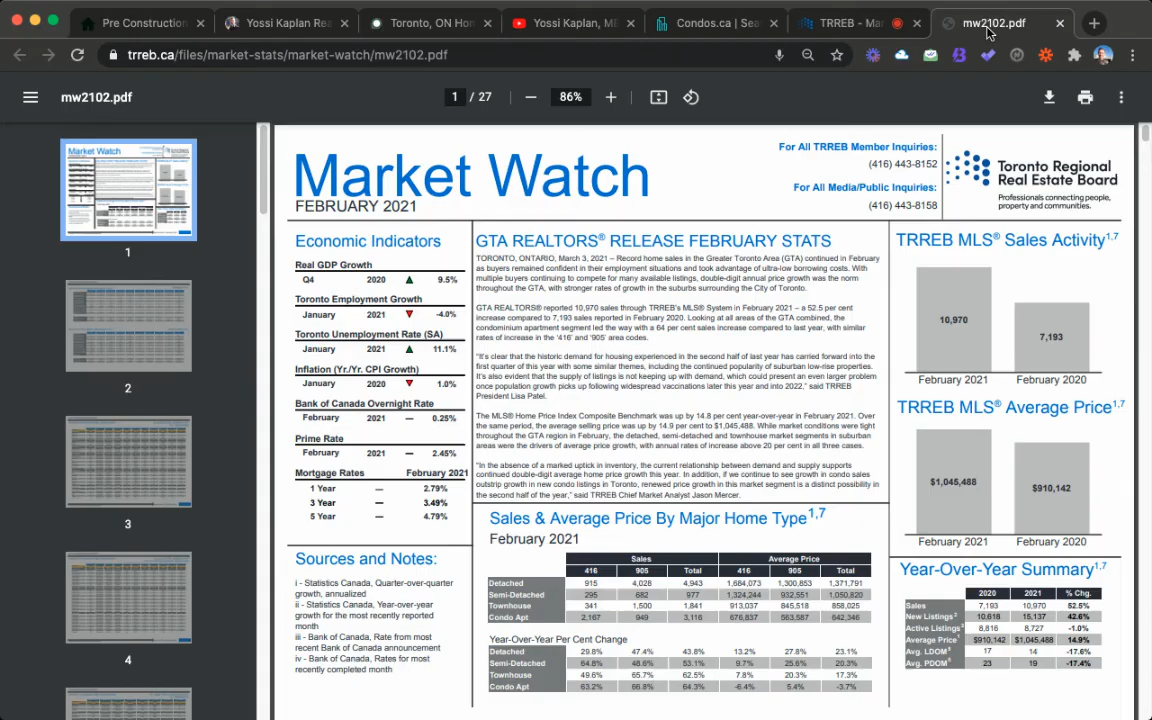 Pre Construction
Yossi Kaplan Rea
Toronto, ON Hon
Yossi Kaplan, ME
Condos.ca | Sea
TRREB - Mar
mw2102.pdf
trreb.ca/files/market-stats/market-watch/mw2102.pdf
mw2102.pdf
1 / 27
86%
1
2
3
4
Market Watch
FEBRUARY 2021
For All TRREB Member Inquiries:
(416) 443-8152
For All Media/Public Inquiries:
(416) 443-8158
Toronto Regional
Real Estate Board
Professionals connecting people,
property and communities.
Economic Indicators
Real GDP Growth
Q4 2020 9.5%
Toronto Employment Growth
January 2021 -4.0%
Toronto Unemployment Rate (SA)
January 2021 11.1%
Inflation (Yr./Yr. CPI Growth)
January 2020 1.0%
Bank of Canada Overnight Rate
February 2021 — 0.25%
Prime Rate
February 2021 — 2.45%
Mortgage Rates February 2021
1 Year — 2.79%
3 Year — 3.49%
5 Year — 4.79%
Sources and Notes:
i - Statistics Canada, Quarter-over-quarter
growth, annualized
ii - Statistics Canada, Year-over-year
growth for the most recently reported
month
iii - Bank of Canada, Rate from most
recent Bank of Canada announcement
iv - Bank of Canada, Rates for most
recently completed month
GTA REALTORS® RELEASE FEBRUARY STATS
TORONTO, ONTARIO, March 3, 2021 – Record home sales in the Greater Toronto Area (GTA) continued in February
as buyers remained confident in their employment situations and took advantage of ultra-low borrowing costs. With
multiple buyers continuing to compete for many available listings, double-digit annual price growth was the norm
throughout the GTA, with stronger rates of growth in the suburbs surrounding the City of Toronto.
GTA REALTORS® reported 10,970 sales through TRREB's MLS® System in February 2021 – a 52.5 per cent
increase compared to 7,193 sales reported in February 2020. Looking at all areas of the GTA combined, the
condominium apartment segment led the way with a 64 per cent sales increase compared to last year, with similar
rates of increase in the '416' and '905' area codes.
"It's clear that the historic demand for housing experienced in the second half of last year has carried forward into the
first quarter of this year with some similar themes, including the continued popularity of suburban low-rise properties.
It's also evident that the supply of listings is not keeping up with demand, which could present an even larger problem
once population growth picks up following widespread vaccinations later this year and into 2022," said TRREB
President Lisa Patel.
The MLS® Home Price Index Composite Benchmark was up by 14.8 per cent year-over-year in February 2021. Over
the same period, the average selling price was up by 14.9 per cent to $1,045,488. While market conditions were tight
throughout the GTA region in February, the detached, semi-detached and townhouse market segments in suburban
areas were the drivers of average price growth, with annual rates of increase above 20 per cent in all three cases.
"In the absence of a marked uptick in inventory, the current relationship between demand and supply supports
continued double-digit average home price growth this year. In addition, if we continue to see growth in condo sales
outstrip growth in new condo listings in Toronto, renewed price growth in this market segment is a distinct possibility in
the second half of the year," said TRREB Chief Market Analyst Jason Mercer.
Sales & Average Price By Major Home Type1,7
February 2021
Sales Average Price
416 905 Total 416 905 Total
Detached 915 4,028 4,943 1,684,073 1,300,853 1,371,791
Semi-Detached 295 682 977 1,324,244 932,551 1,050,820
Townhouse 341 1,500 1,841 913,037 845,518 858,025
Condo Apt 2,167 949 3,116 676,837 563,587 642,346
Year-Over-Year Per Cent Change
Detached 29.8% 47.4% 43.8% 13.2% 27.8% 23.1%
Semi-Detached 64.8% 48.6% 53.1% 9.7% 25.8% 20.3%
Townhouse 49.6% 65.7% 62.5% 7.8% 20.3% 17.3%
Condo Apt 63.2% 66.8% 64.3% -6.4% 5.4% -3.7%
TRREB MLS® Sales Activity1,7
10,970
7,193
February 2021 February 2020
TRREB MLS® Average Price1,7
$1,045,488
$910,142
February 2021 February 2020
Year-Over-Year Summary1,7
2020 2021 % Chg.
Sales 7,193 10,970 52.5%
New Listings2 10,618 15,137 42.6%
Active Listings3 8,816 8,727 -1.0%
Average Price1 $910,142 $1,045,488 14.9%
Avg. LDOM5 17 14 -17.6%
Avg. PDOM5 23 19 -17.4%